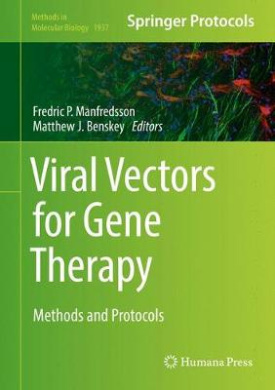 Methods in
Molecular Biology 1937
Springer Protocols
Fredric P. Manfredsson
Matthew J. Benskey Editors
Viral Vectors
for Gene
Therapy
Methods and Protocols
Humana Press